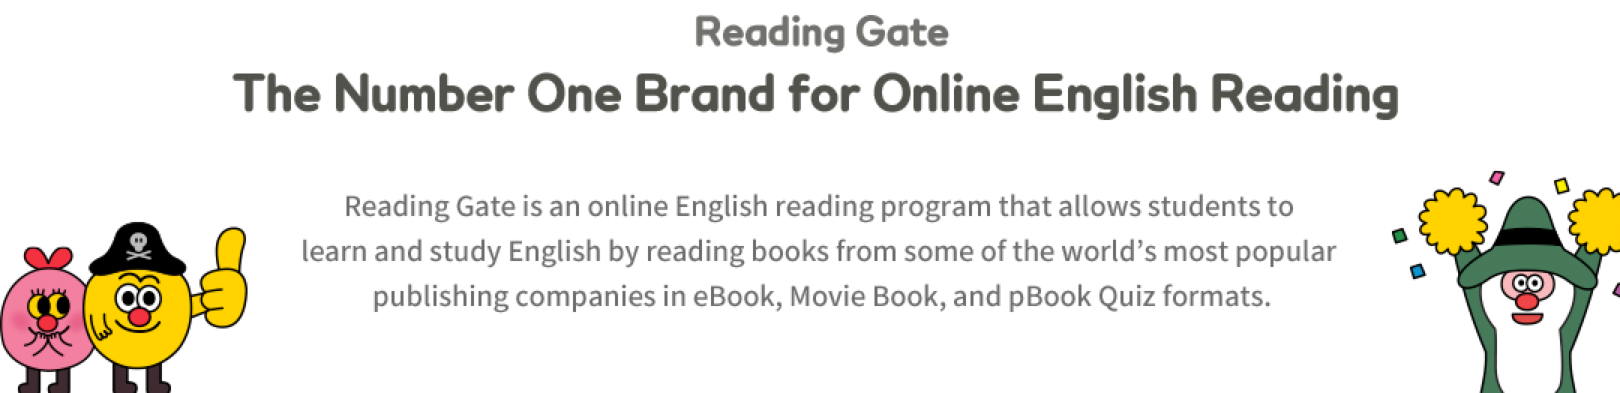 Reading Gate
The Number One Brand for Online English Reading
Reading Gate is an online English reading program that allows students to
learn and study English by reading books from some of the world’s most popular
publishing companies in eBook, Movie Book, and pBook Quiz formats.